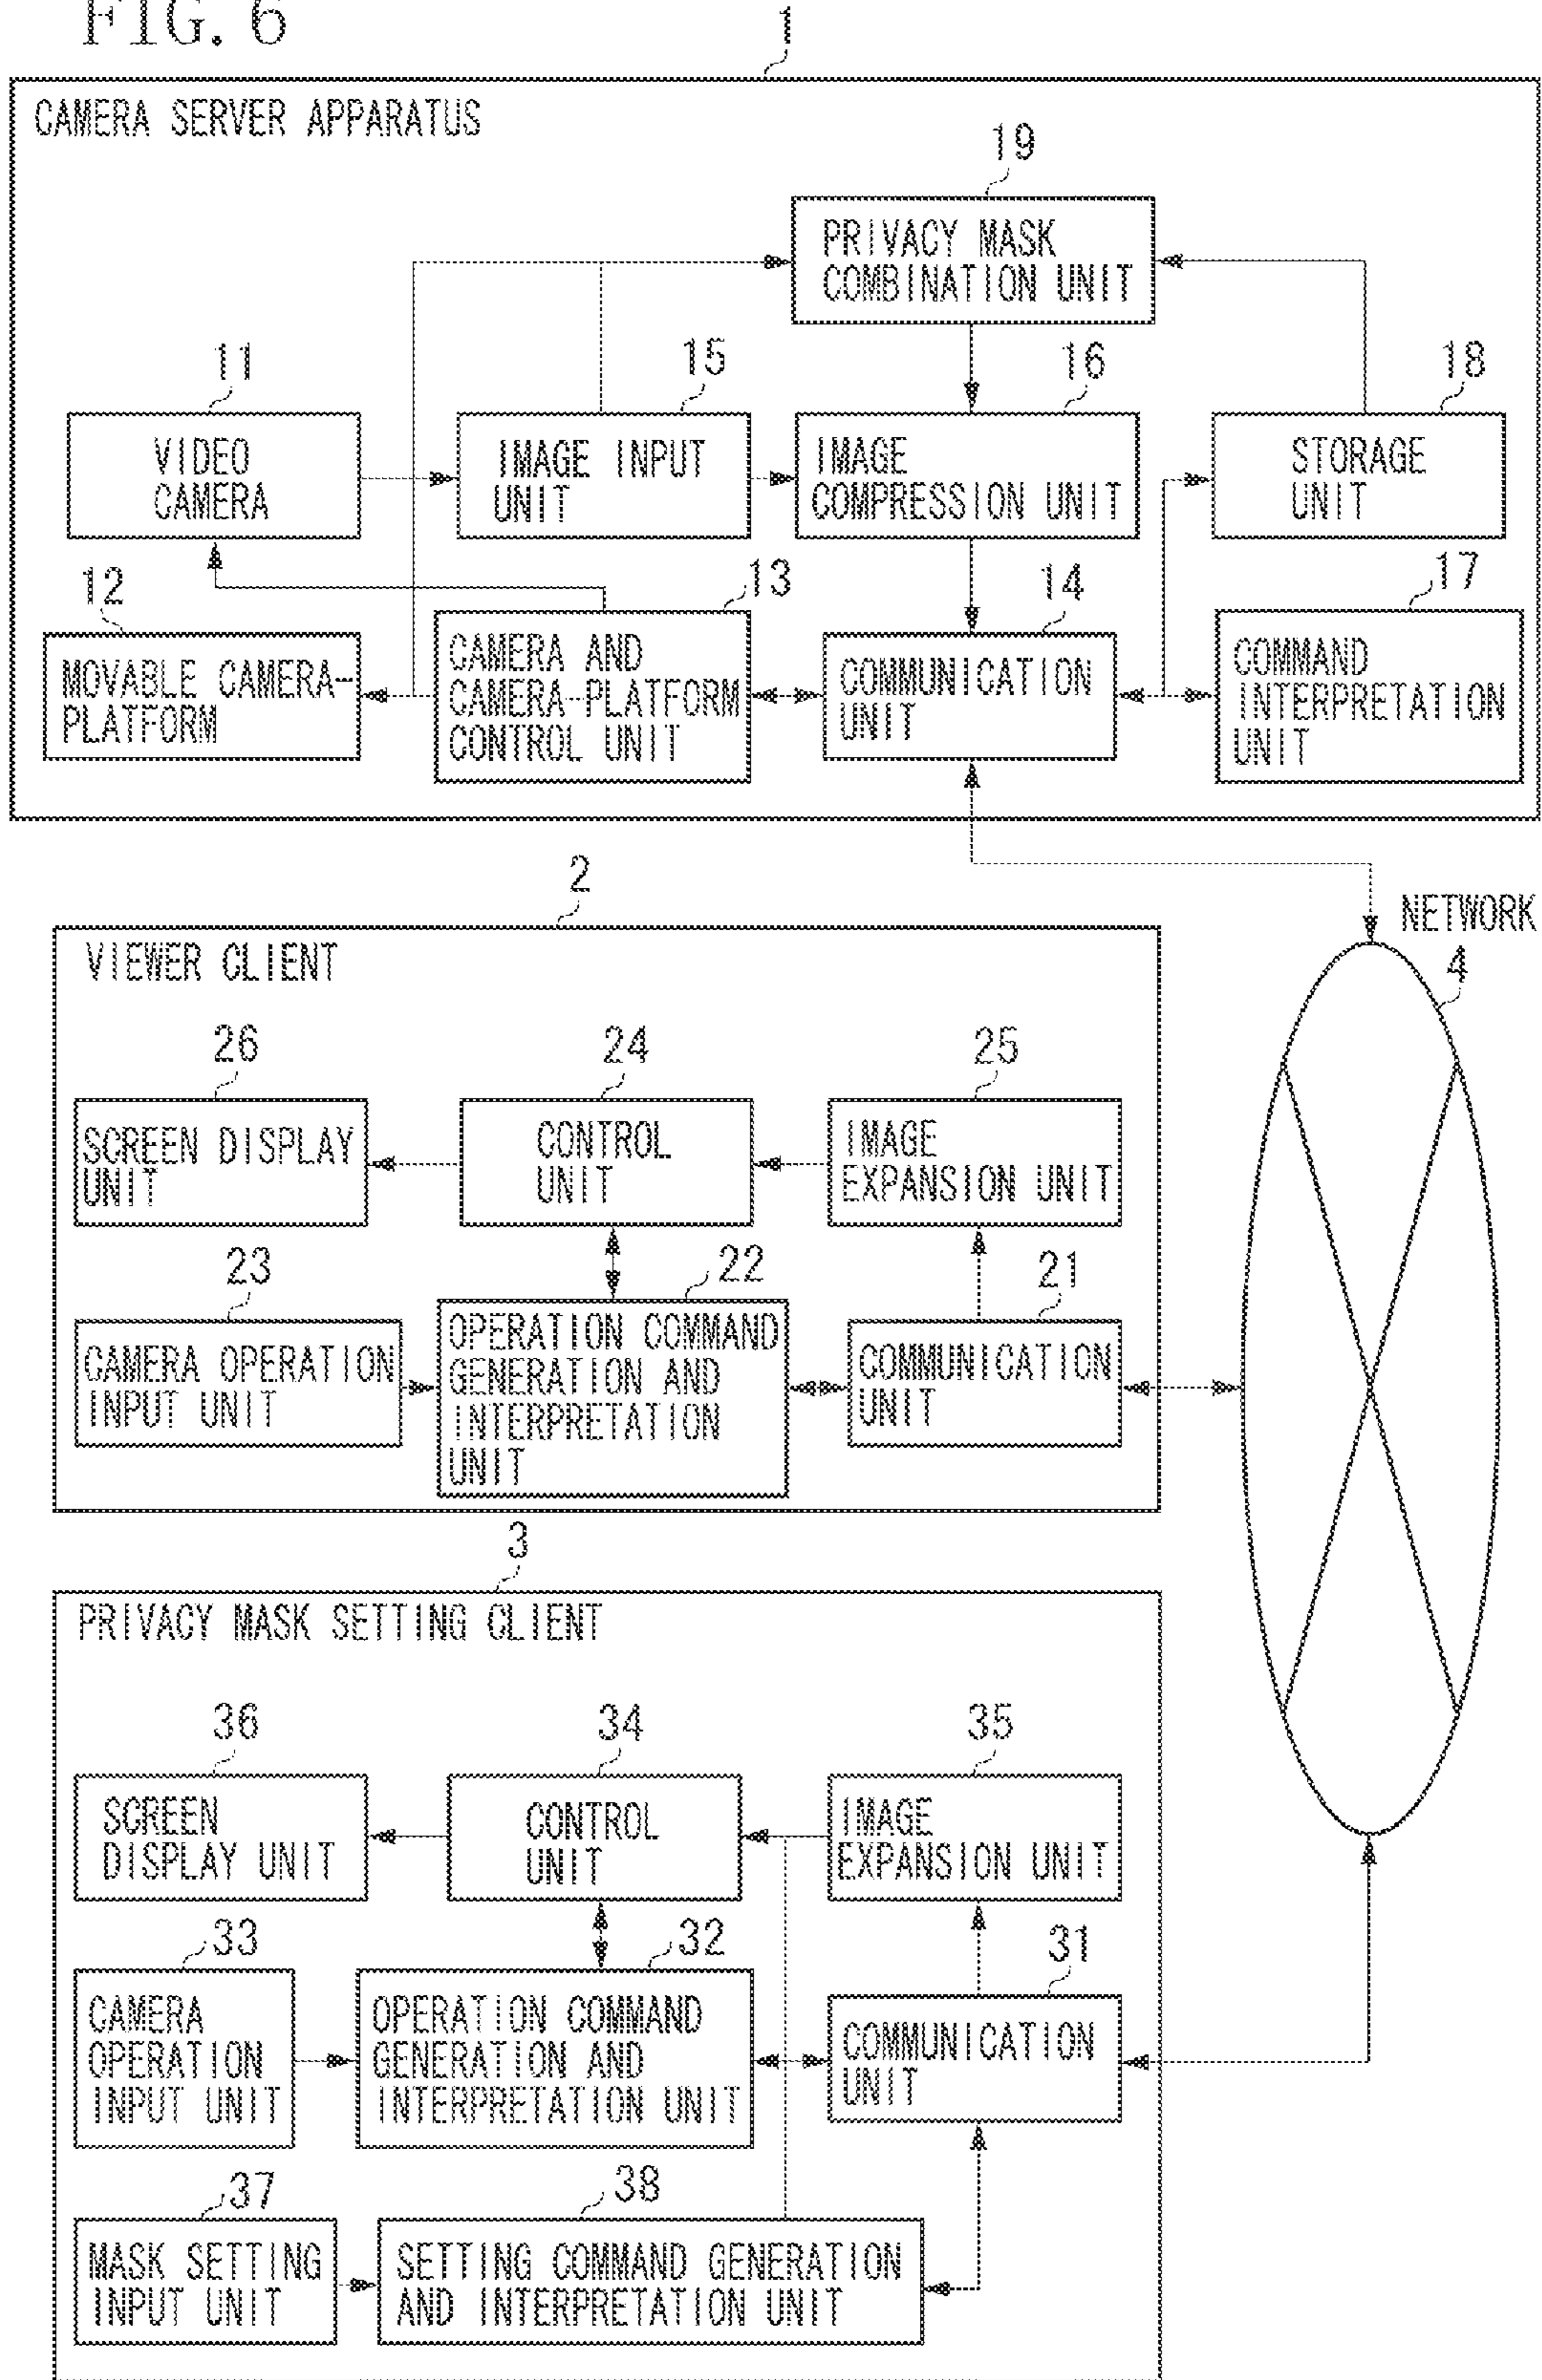 FIG. 6
1
CAMERA SERVER APPARATUS
19
PRIVACY MASK
COMBINATION UNIT
11
15
16
18
VIDEO
CAMERA
IMAGE INPUT
UNIT
IMAGE
COMPRESSION UNIT
STORAGE
UNIT
12
13
14
17
MOVABLE CAMERA-
PLATFORM
CAMERA AND
CAMERA-PLATFORM
CONTROL UNIT
COMMUNICATION
UNIT
COMMAND
INTERPRETATION
UNIT
2
NETWORK
4
VIEWER CLIENT
26
24
25
SCREEN DISPLAY
UNIT
CONTROL
UNIT
IMAGE
EXPANSION UNIT
23
22
21
CAMERA OPERATION
INPUT UNIT
OPERATION COMMAND
GENERATION AND
INTERPRETATION
UNIT
COMMUNICATION
UNIT
3
PRIVACY MASK SETTING CLIENT
36
34
35
SCREEN
DISPLAY UNIT
CONTROL
UNIT
IMAGE
EXPANSION UNIT
33
32
31
CAMERA
OPERATION
INPUT UNIT
OPERATION COMMAND
GENERATION AND
INTERPRETATION UNIT
COMMUNICATION
UNIT
37
38
MASK SETTING
INPUT UNIT
SETTING COMMAND GENERATION
AND INTERPRETATION UNIT